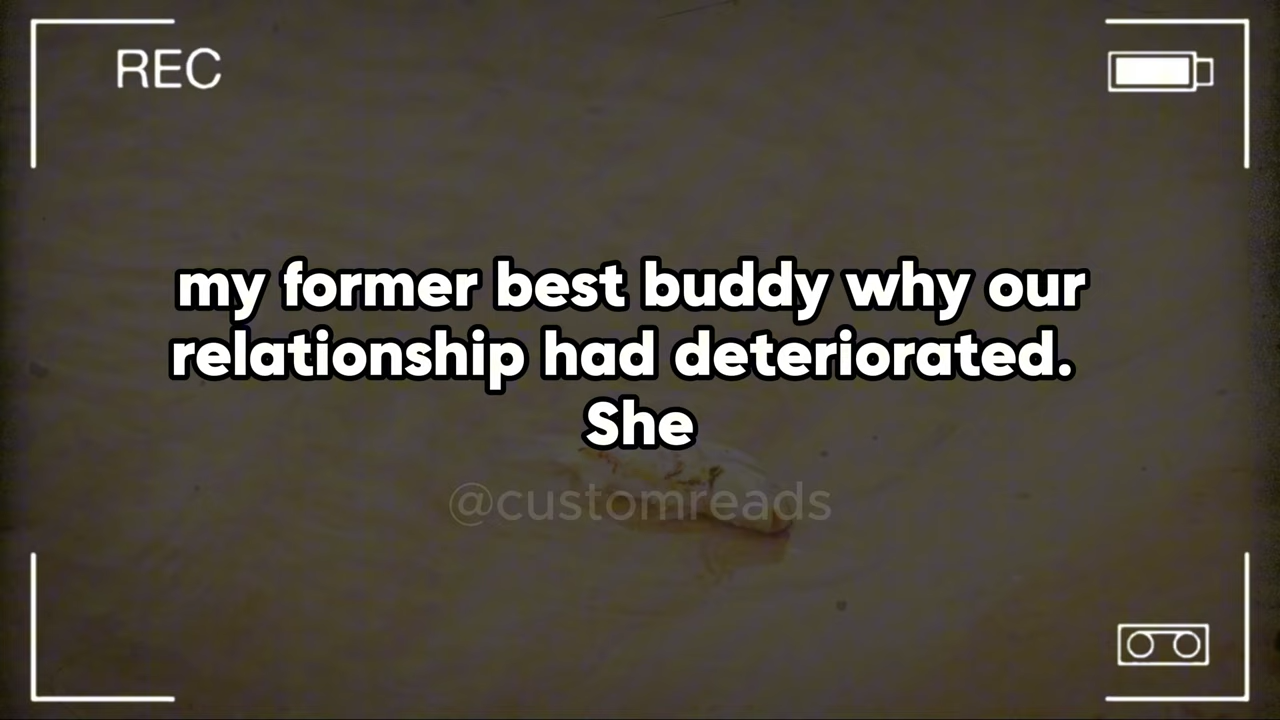 REC
my former best buddy why our
relationship had deteriorated.
She
@customreads